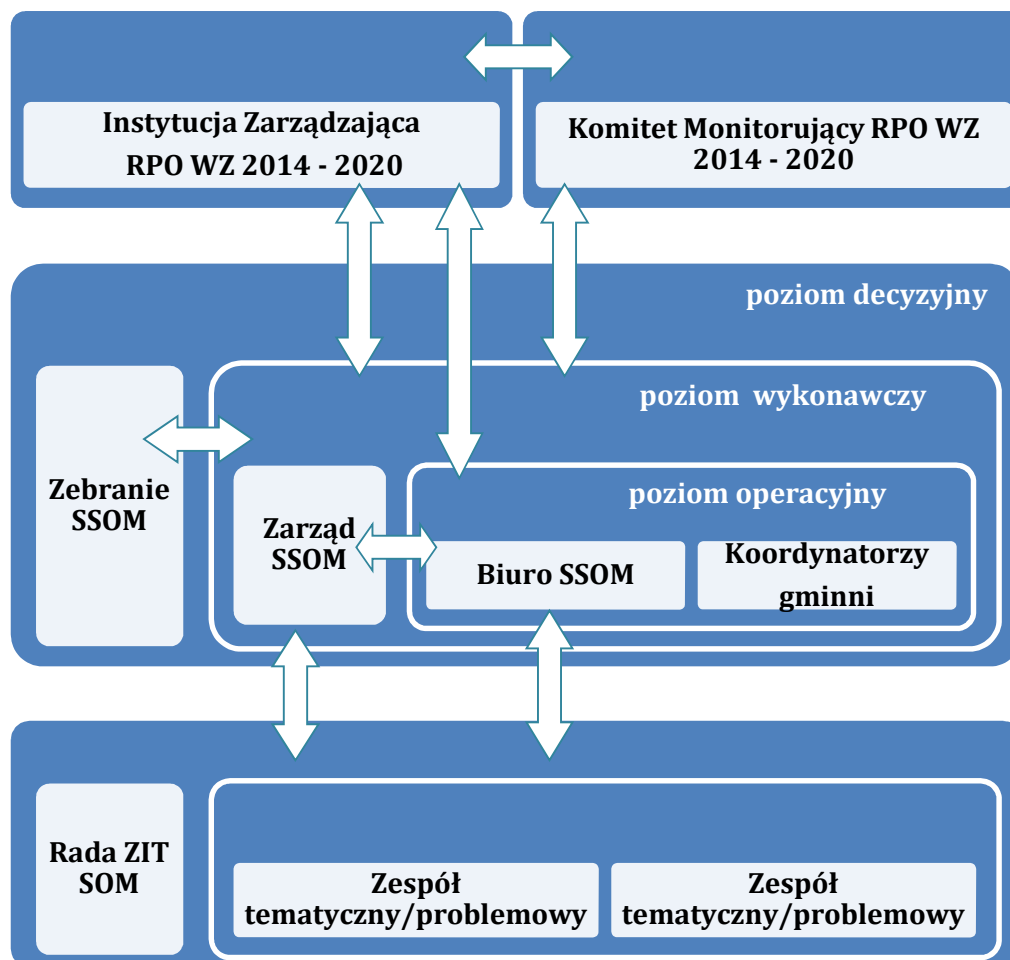 Instytucja Zarządzająca
RPO WZ 2014 - 2020
Komitet Monitorujący RPO WZ
2014 - 2020
poziom decyzyjny
poziom  wykonawczy
Zebranie
SSOM
poziom operacyjny
Zarząd
SSOM
Biuro SSOM
Koordynatorzy
gminni
Rada ZIT
SOM
Zespół
tematyczny/problemowy
Zespół
tematyczny/problemowy